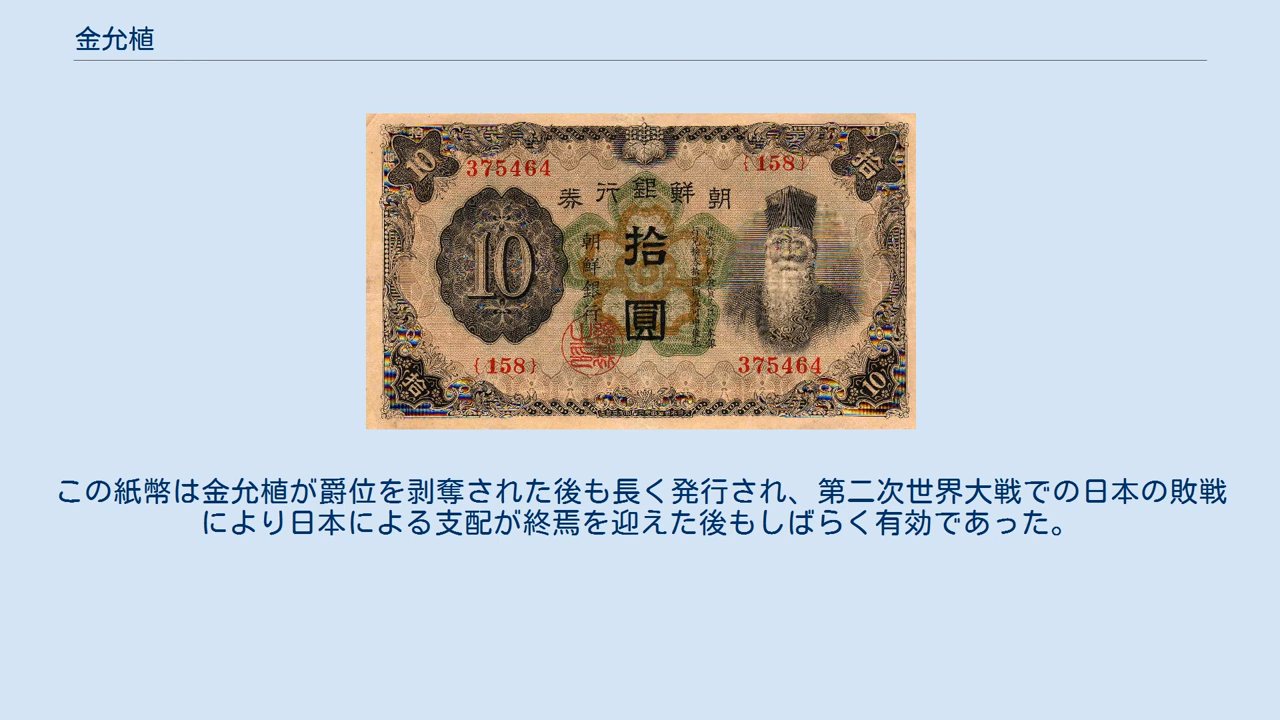 金允植
10
375464
{158}
拾
券行銀鮮朝
10
朝鮮銀行
拾圓
{158}
375464
拾
10
この紙幣は金允植が爵位を剥奪された後も長く発行され、第二次世界大戦での日本の敗戦
により日本による支配が終焉を迎えた後もしばらく有効であった。